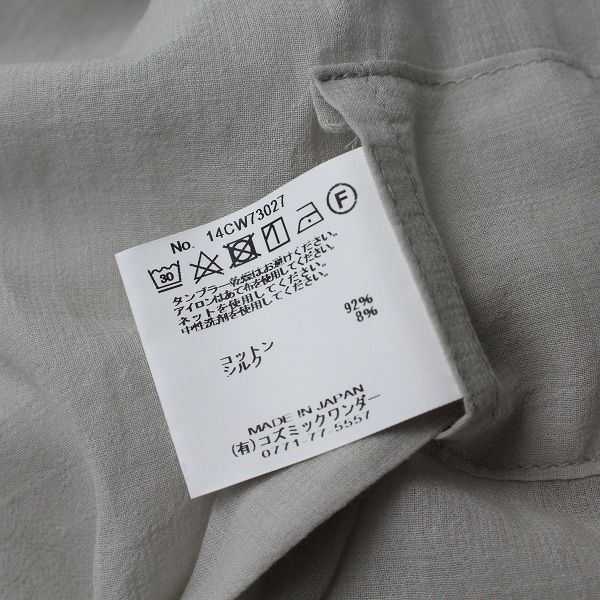 No. 14CW73027
30 F
タンブラー乾燥はお避けください。
アイロンはあて布を使用してください。
ネットを使用してください。
中性洗剤を使用してください。
コットン 92%
シルク 8%
MADE IN JAPAN
(有)コズミックワンダー
0771-77-5557